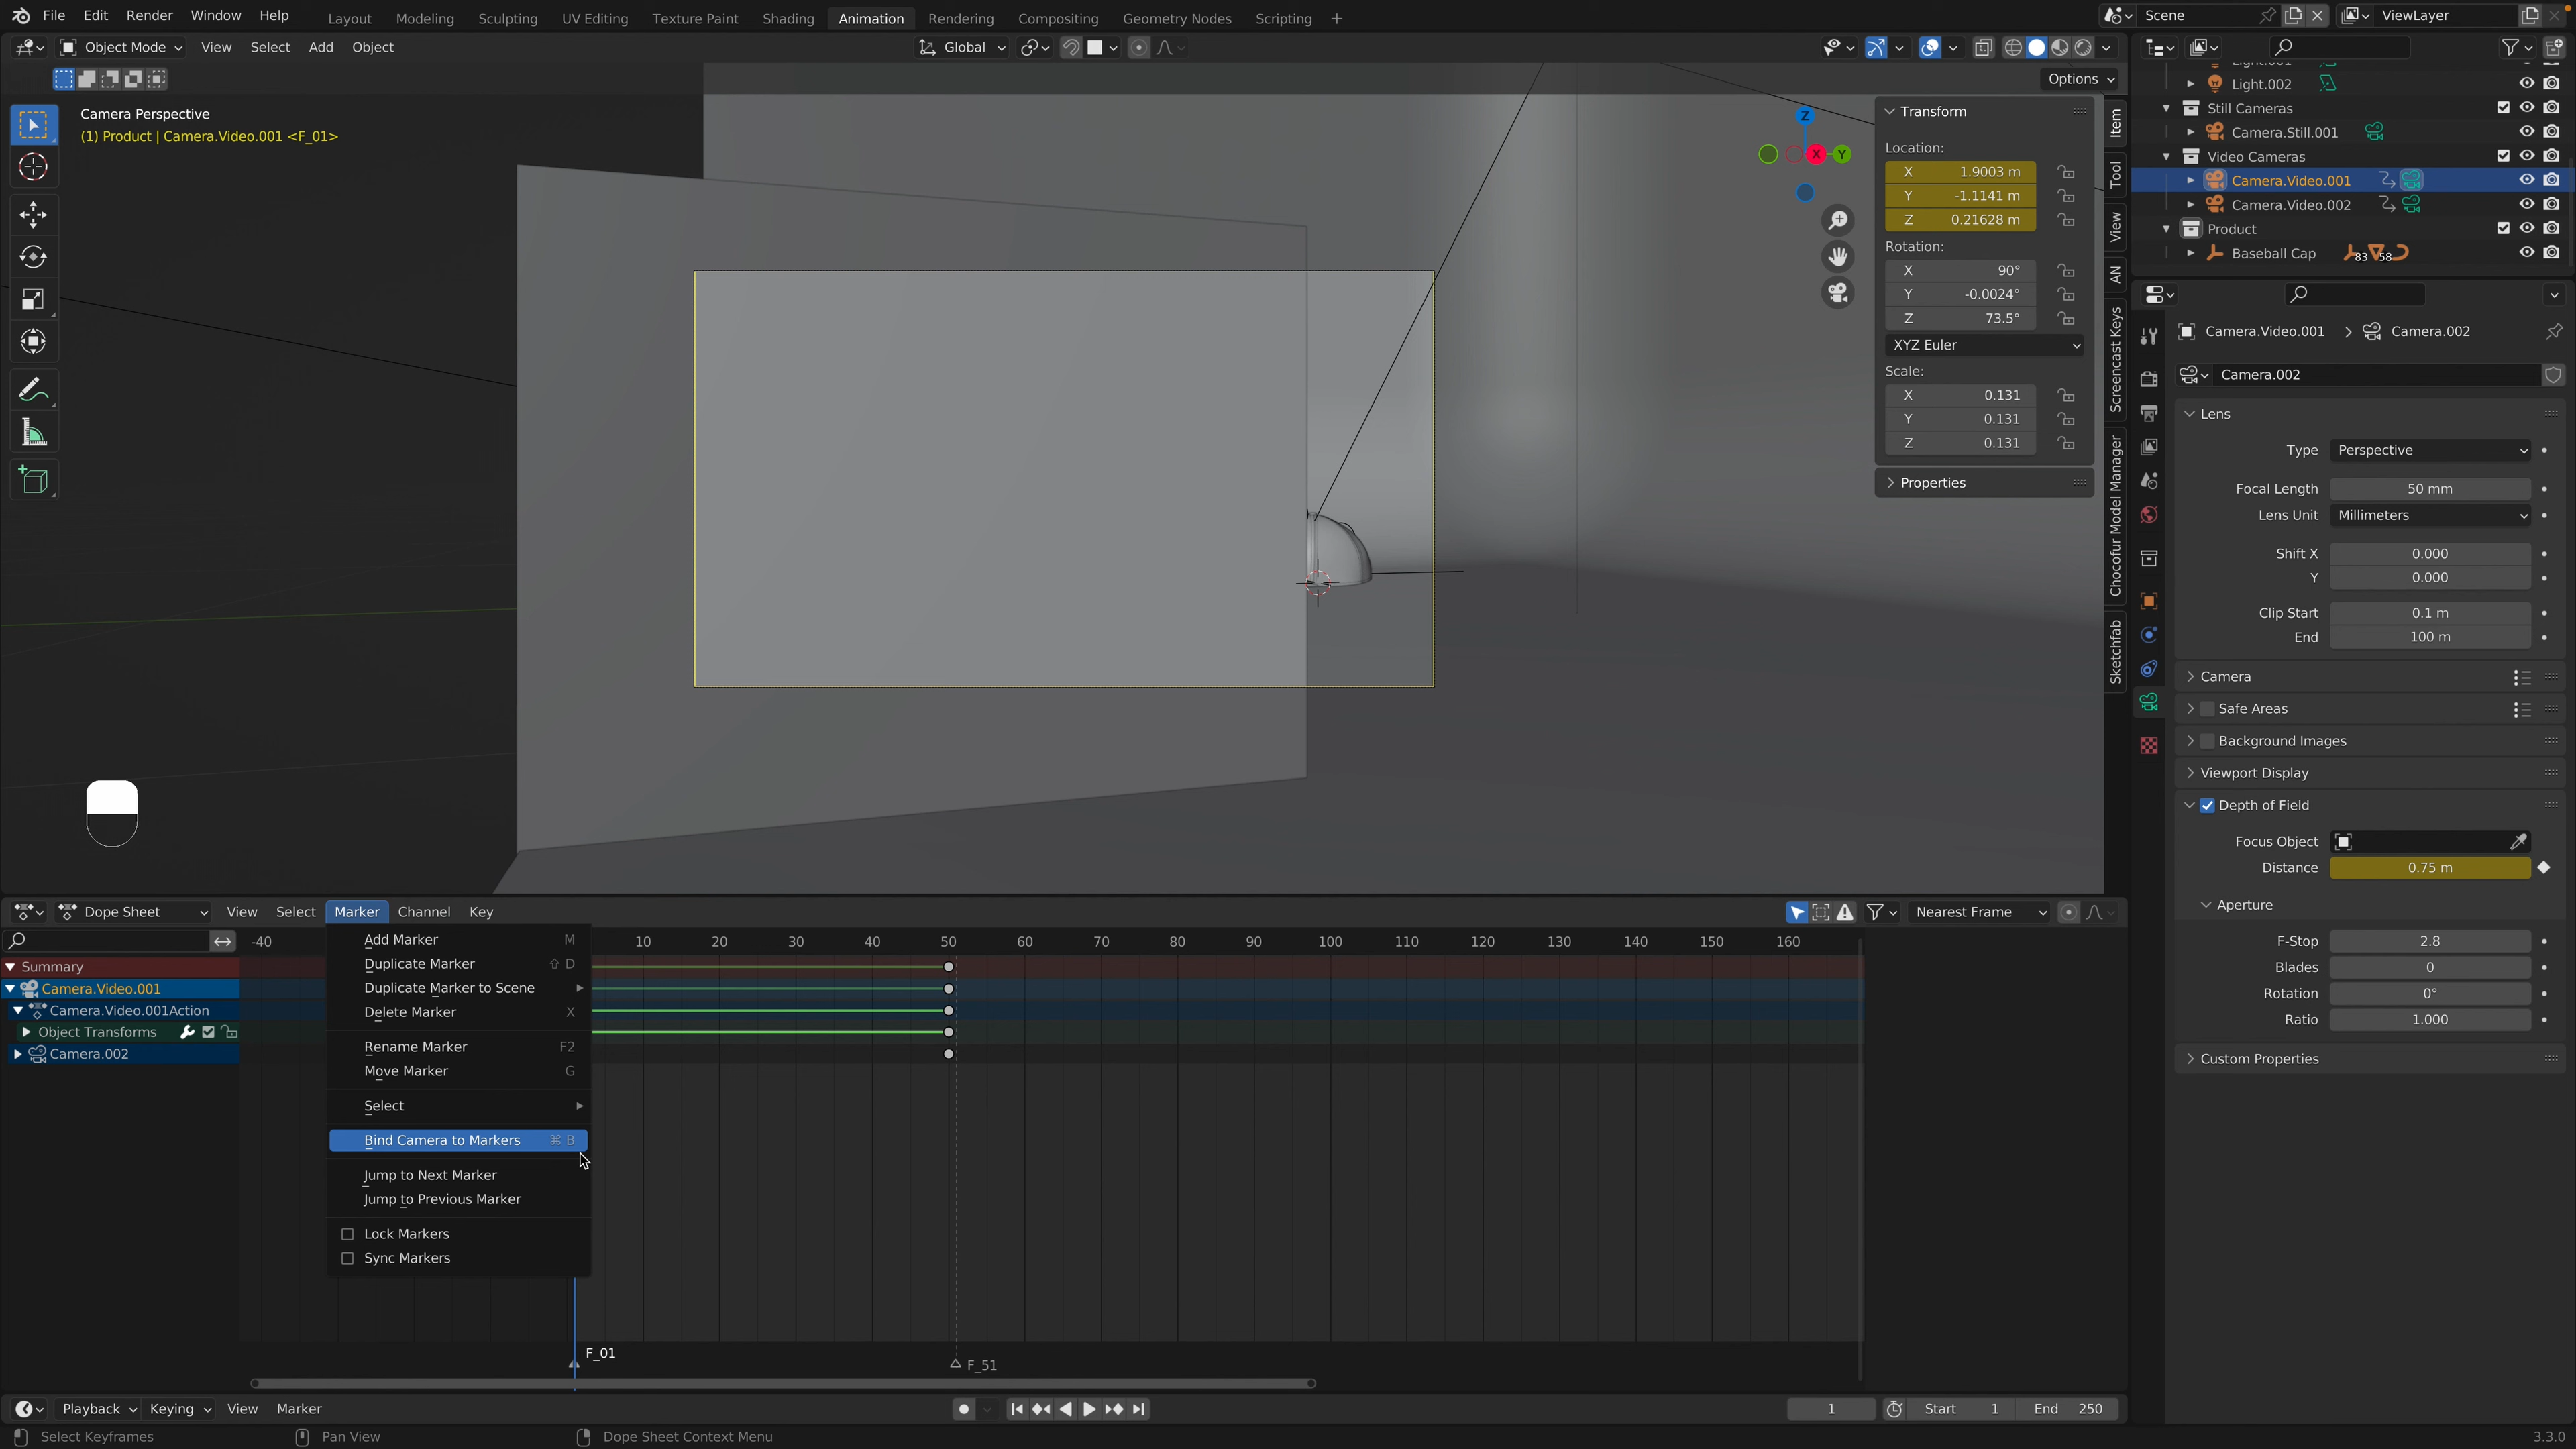 File Edit Render Window Help Layout Modeling Sculpting UV Editing Texture Paint Shading Animation Rendering Compositing Geometry Nodes Scripting + Scene ViewLayer
Object Mode View Select Add Object Global
Options
Camera Perspective
(1) Product | Camera.Video.001 <F_01>
Z
X
Y
Transform
Location:
X 1.9003 m
Y -1.1141 m
Z 0.21628 m
Rotation:
X 90°
Y -0.0024°
Z 73.5°
XYZ Euler
Scale:
X 0.131
Y 0.131
Z 0.131
Properties
Item
Tool
View
AN
Screencast Keys
Chocofur Model Manager
Sketchfab
Light.002
Still Cameras
Camera.Still.001
Video Cameras
Camera.Video.001
Camera.Video.002
Product
Baseball Cap 83 58
Camera.Video.001 > Camera.002
Camera.002
Lens
Type Perspective
Focal Length 50 mm
Lens Unit Millimeters
Shift X 0.000
Y 0.000
Clip Start 0.1 m
End 100 m
Camera
Safe Areas
Background Images
Viewport Display
Depth of Field
Focus Object
Distance 0.75 m
Aperture
F-Stop 2.8
Blades 0
Rotation 0°
Ratio 1.000
Custom Properties
Dope Sheet View Select Marker Channel Key Nearest Frame
-40 10 20 30 40 50 60 70 80 90 100 110 120 130 140 150 160
Summary
Camera.Video.001
Camera.Video.001Action
Object Transforms
Camera.002
Add Marker M
Duplicate Marker ⇧ D
Duplicate Marker to Scene
Delete Marker X
Rename Marker F2
Move Marker G
Select
Bind Camera to Markers ⌘ B
Jump to Next Marker
Jump to Previous Marker
Lock Markers
Sync Markers
F_01
F_51
Playback Keying View Marker 1 Start 1 End 250
Select Keyframes Pan View Dope Sheet Context Menu 3.3.0